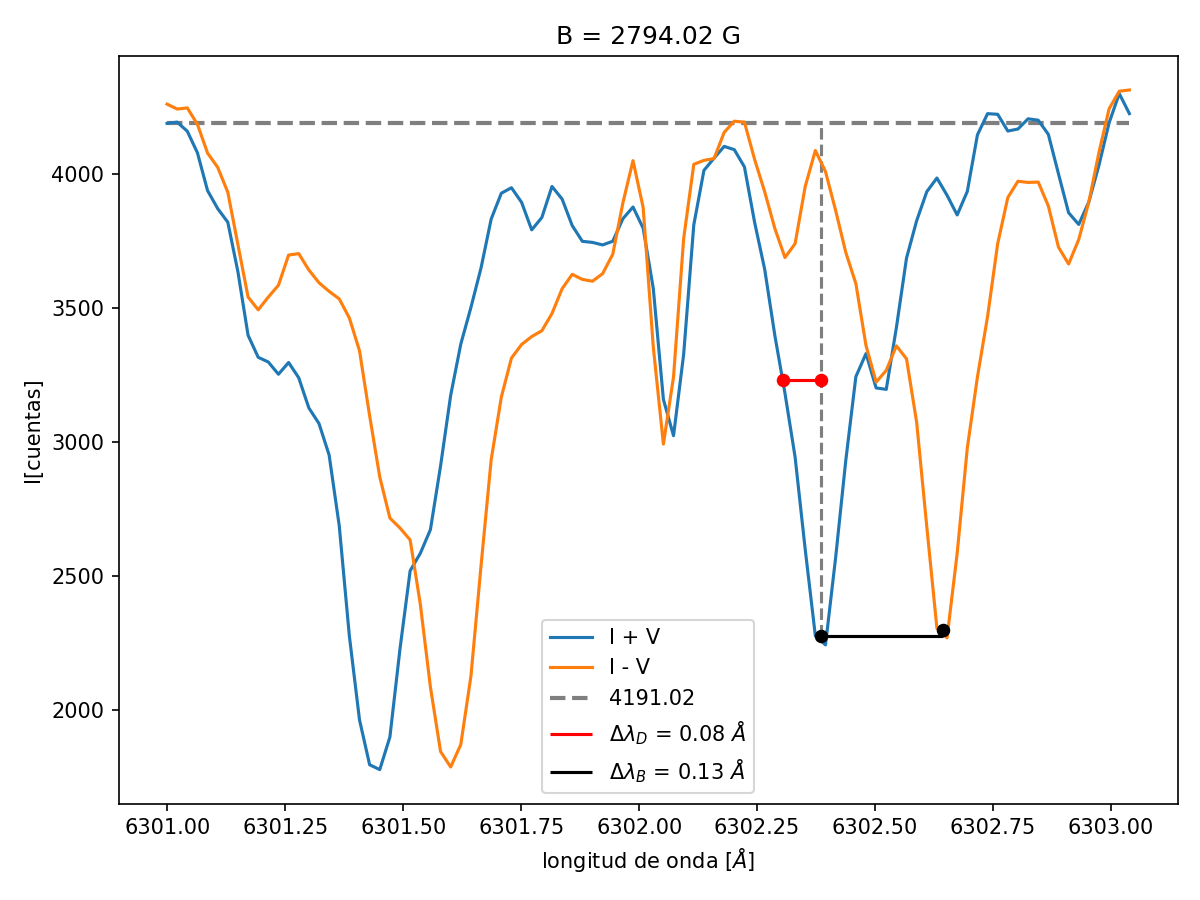 B = 2794.02 G
I[cuentas]
4000
3500
3000
2500
2000
I + V
I - V
4191.02
Δλ_D = 0.08 Å
Δλ_B = 0.13 Å
6301.00 6301.25 6301.50 6301.75 6302.00 6302.25 6302.50 6302.75 6303.00
longitud de onda [Å]